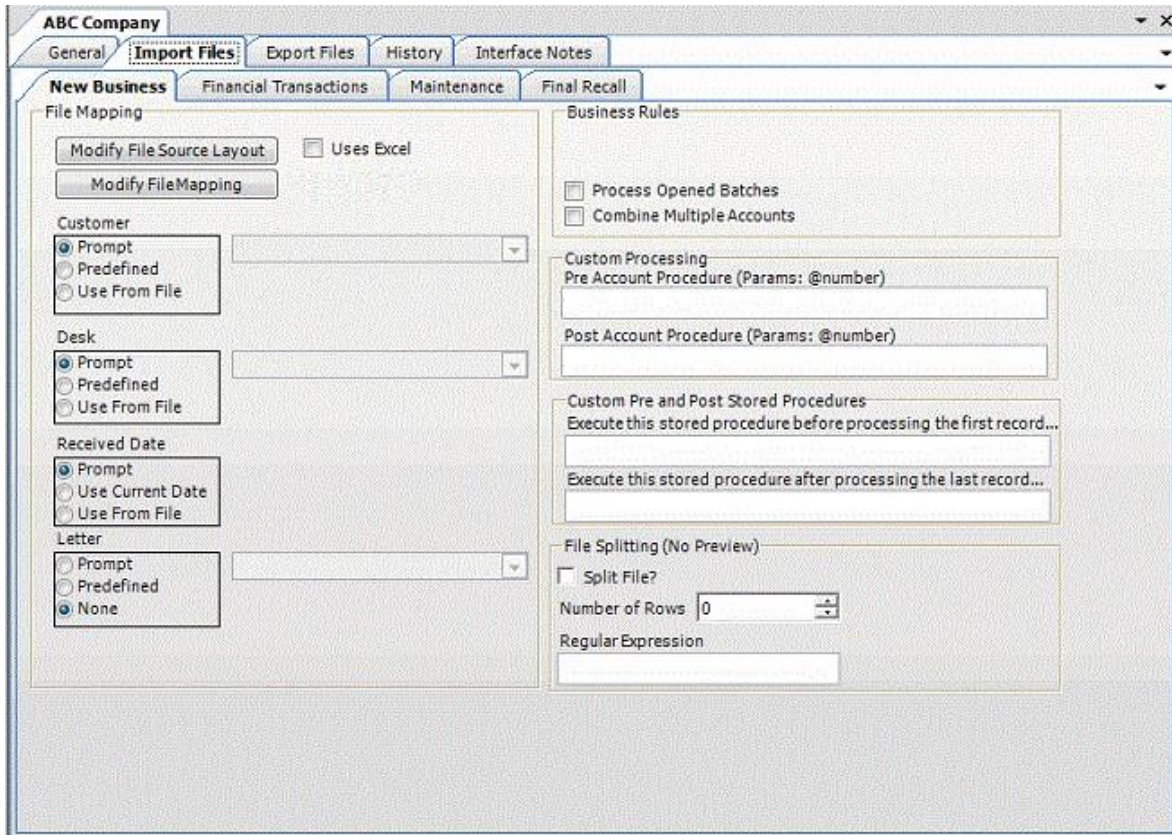 ABC Company
General Import Files Export Files History Interface Notes
New Business Financial Transactions Maintenance Final Recall
File Mapping
Modify File Source Layout Uses Excel
Modify FileMapping
Customer
Prompt
Predefined
Use From File
Desk
Prompt
Predefined
Use From File
Received Date
Prompt
Use Current Date
Use From File
Letter
Prompt
Predefined
None
Business Rules
Process Opened Batches
Combine Multiple Accounts
Custom Processing
Pre Account Procedure (Params: @number)
Post Account Procedure (Params: @number)
Custom Pre and Post Stored Procedures
Execute this stored procedure before processing the first record...
Execute this stored procedure after processing the last record...
File Splitting (No Preview)
Split File?
Number of Rows 0
Regular Expression